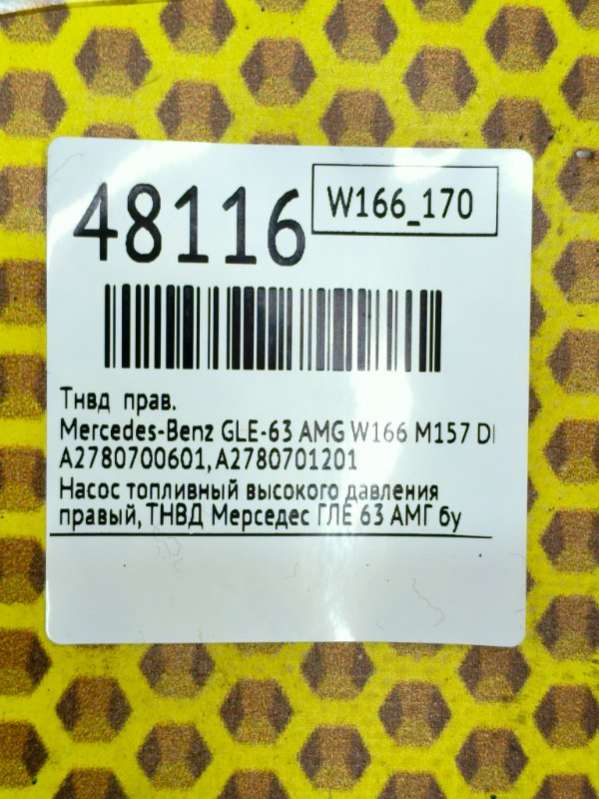 48116
W166_170
Тнвд прав.
Mercedes-Benz GLE-63 AMG W166 M157
A2780700601, A2780701201
Насос топливный высокого давления
правый, ТНВД Мерседес ГЛЕ 63 АМГ бу